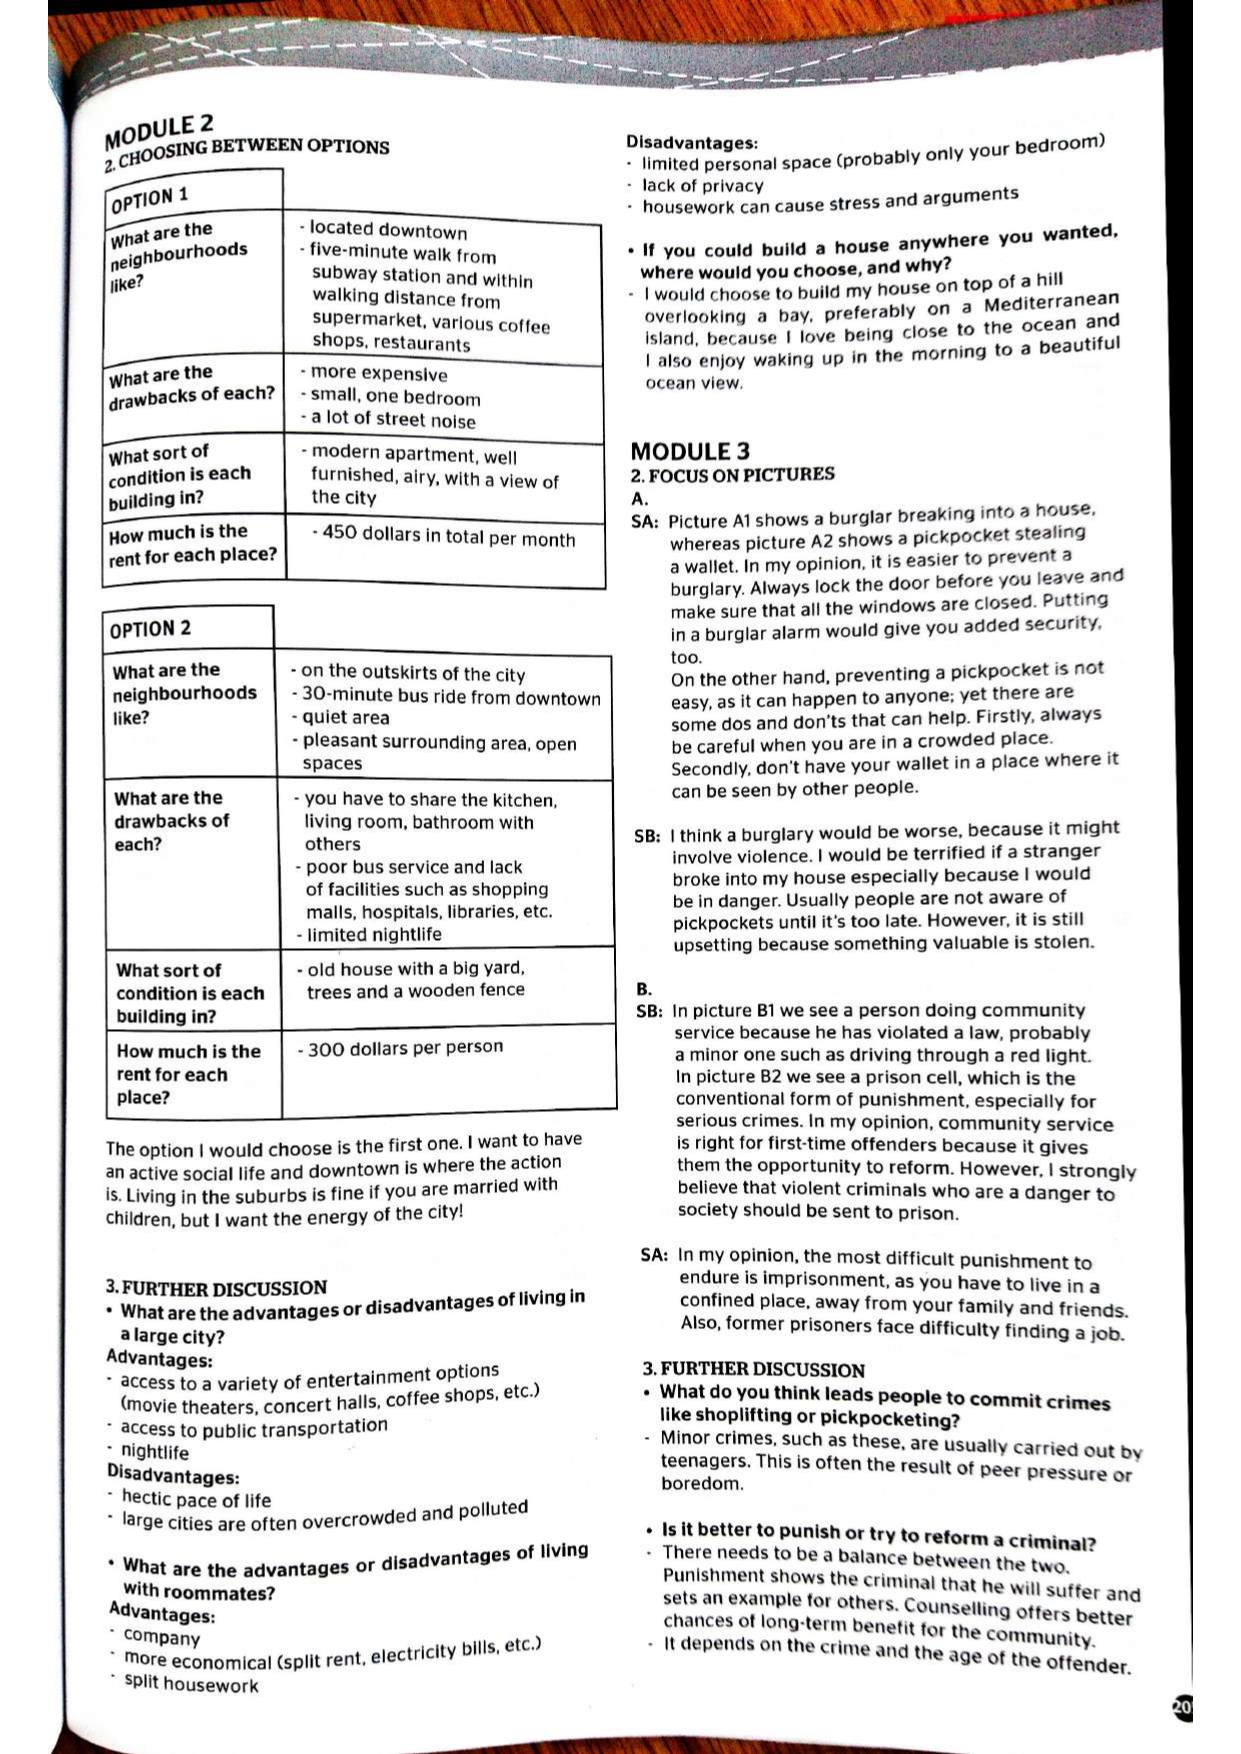 MODULE 2
2. CHOOSING BETWEEN OPTIONS
OPTION 1
What are the
neighbourhoods
like?
- located downtown
- five-minute walk from
subway station and within
walking distance from
supermarket, various coffee
shops, restaurants
What are the
drawbacks of each?
- more expensive
- small, one bedroom
- a lot of street noise
What sort of
condition is each
building in?
- modern apartment, well
furnished, airy, with a view of
the city
How much is the
rent for each place?
- 450 dollars in total per month
OPTION 2
What are the
neighbourhoods
like?
- on the outskirts of the city
- 30-minute bus ride from downtown
- quiet area
- pleasant surrounding area, open
spaces
What are the
drawbacks of
each?
- you have to share the kitchen,
living room, bathroom with
others
- poor bus service and lack
of facilities such as shopping
malls, hospitals, libraries, etc.
- limited nightlife
What sort of
condition is each
building in?
- old house with a big yard,
trees and a wooden fence
How much is the
rent for each
place?
- 300 dollars per person
The option I would choose is the first one. I want to have
an active social life and downtown is where the action
is. Living in the suburbs is fine if you are married with
children, but I want the energy of the city!
3. FURTHER DISCUSSION
• What are the advantages or disadvantages of living in
a large city?
Advantages:
- access to a variety of entertainment options
(movie theaters, concert halls, coffee shops, etc.)
- access to public transportation
- nightlife
Disadvantages:
- hectic pace of life
- large cities are often overcrowded and polluted
• What are the advantages or disadvantages of living
with roommates?
Advantages:
- company
- more economical (split rent, electricity bills, etc.)
- split housework
Disadvantages:
- limited personal space (probably only your bedroom)
- lack of privacy
- housework can cause stress and arguments
• If you could build a house anywhere you wanted,
where would you choose, and why?
- I would choose to build my house on top of a hill
overlooking a bay, preferably on a Mediterranean
island, because I love being close to the ocean and
I also enjoy waking up in the morning to a beautiful
ocean view.
MODULE 3
2. FOCUS ON PICTURES
A.
SA: Picture A1 shows a burglar breaking into a house,
whereas picture A2 shows a pickpocket stealing
a wallet. In my opinion, it is easier to prevent a
burglary. Always lock the door before you leave and
make sure that all the windows are closed. Putting
in a burglar alarm would give you added security,
too.
On the other hand, preventing a pickpocket is not
easy, as it can happen to anyone; yet there are
some dos and don'ts that can help. Firstly, always
be careful when you are in a crowded place.
Secondly, don't have your wallet in a place where it
can be seen by other people.
SB: I think a burglary would be worse, because it might
involve violence. I would be terrified if a stranger
broke into my house especially because I would
be in danger. Usually people are not aware of
pickpockets until it's too late. However, it is still
upsetting because something valuable is stolen.
B.
SB: In picture B1 we see a person doing community
service because he has violated a law, probably
a minor one such as driving through a red light.
In picture B2 we see a prison cell, which is the
conventional form of punishment, especially for
serious crimes. In my opinion, community service
is right for first-time offenders because it gives
them the opportunity to reform. However, I strongly
believe that violent criminals who are a danger to
society should be sent to prison.
SA: In my opinion, the most difficult punishment to
endure is imprisonment, as you have to live in a
confined place, away from your family and friends.
Also, former prisoners face difficulty finding a job.
3. FURTHER DISCUSSION
• What do you think leads people to commit crimes
like shoplifting or pickpocketing?
- Minor crimes, such as these, are usually carried out by
teenagers. This is often the result of peer pressure or
boredom.
• Is it better to punish or try to reform a criminal?
- There needs to be a balance between the two.
Punishment shows the criminal that he will suffer and
sets an example for others. Counselling offers better
chances of long-term benefit for the community.
- It depends on the crime and the age of the offender.